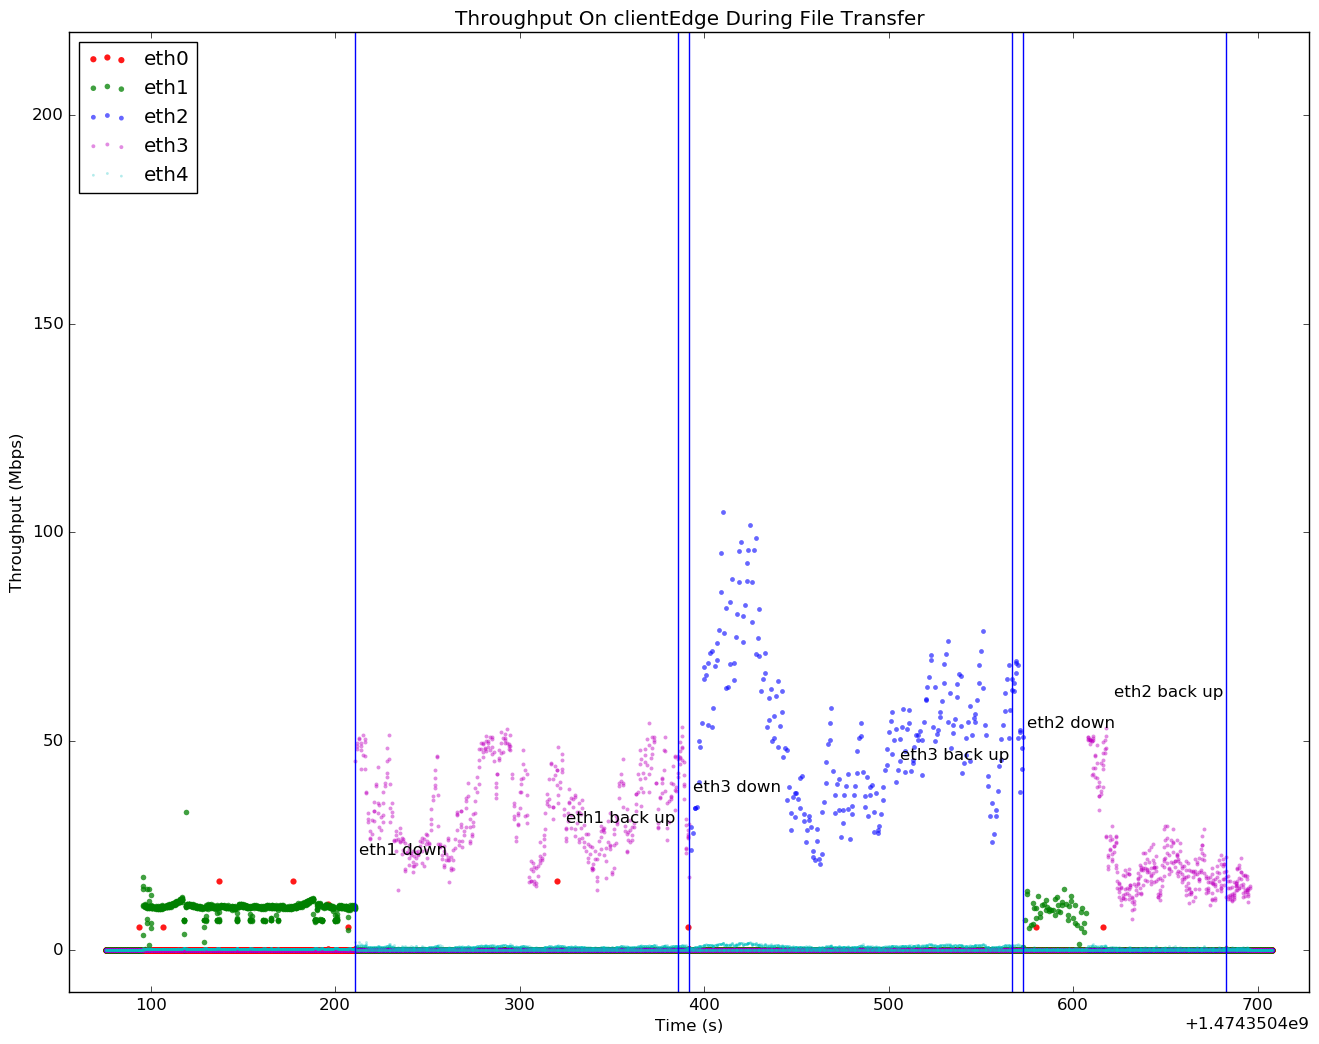 Throughput On clientEdge During File Transfer
eth0
eth1
eth2
eth3
eth4
Throughput (Mbps)
200
150
100
50
0
eth1 down
eth1 back up
eth3 down
eth3 back up
eth2 down
eth2 back up
100 200 300 400 500 600 700
Time (s)
+1.4743504e9